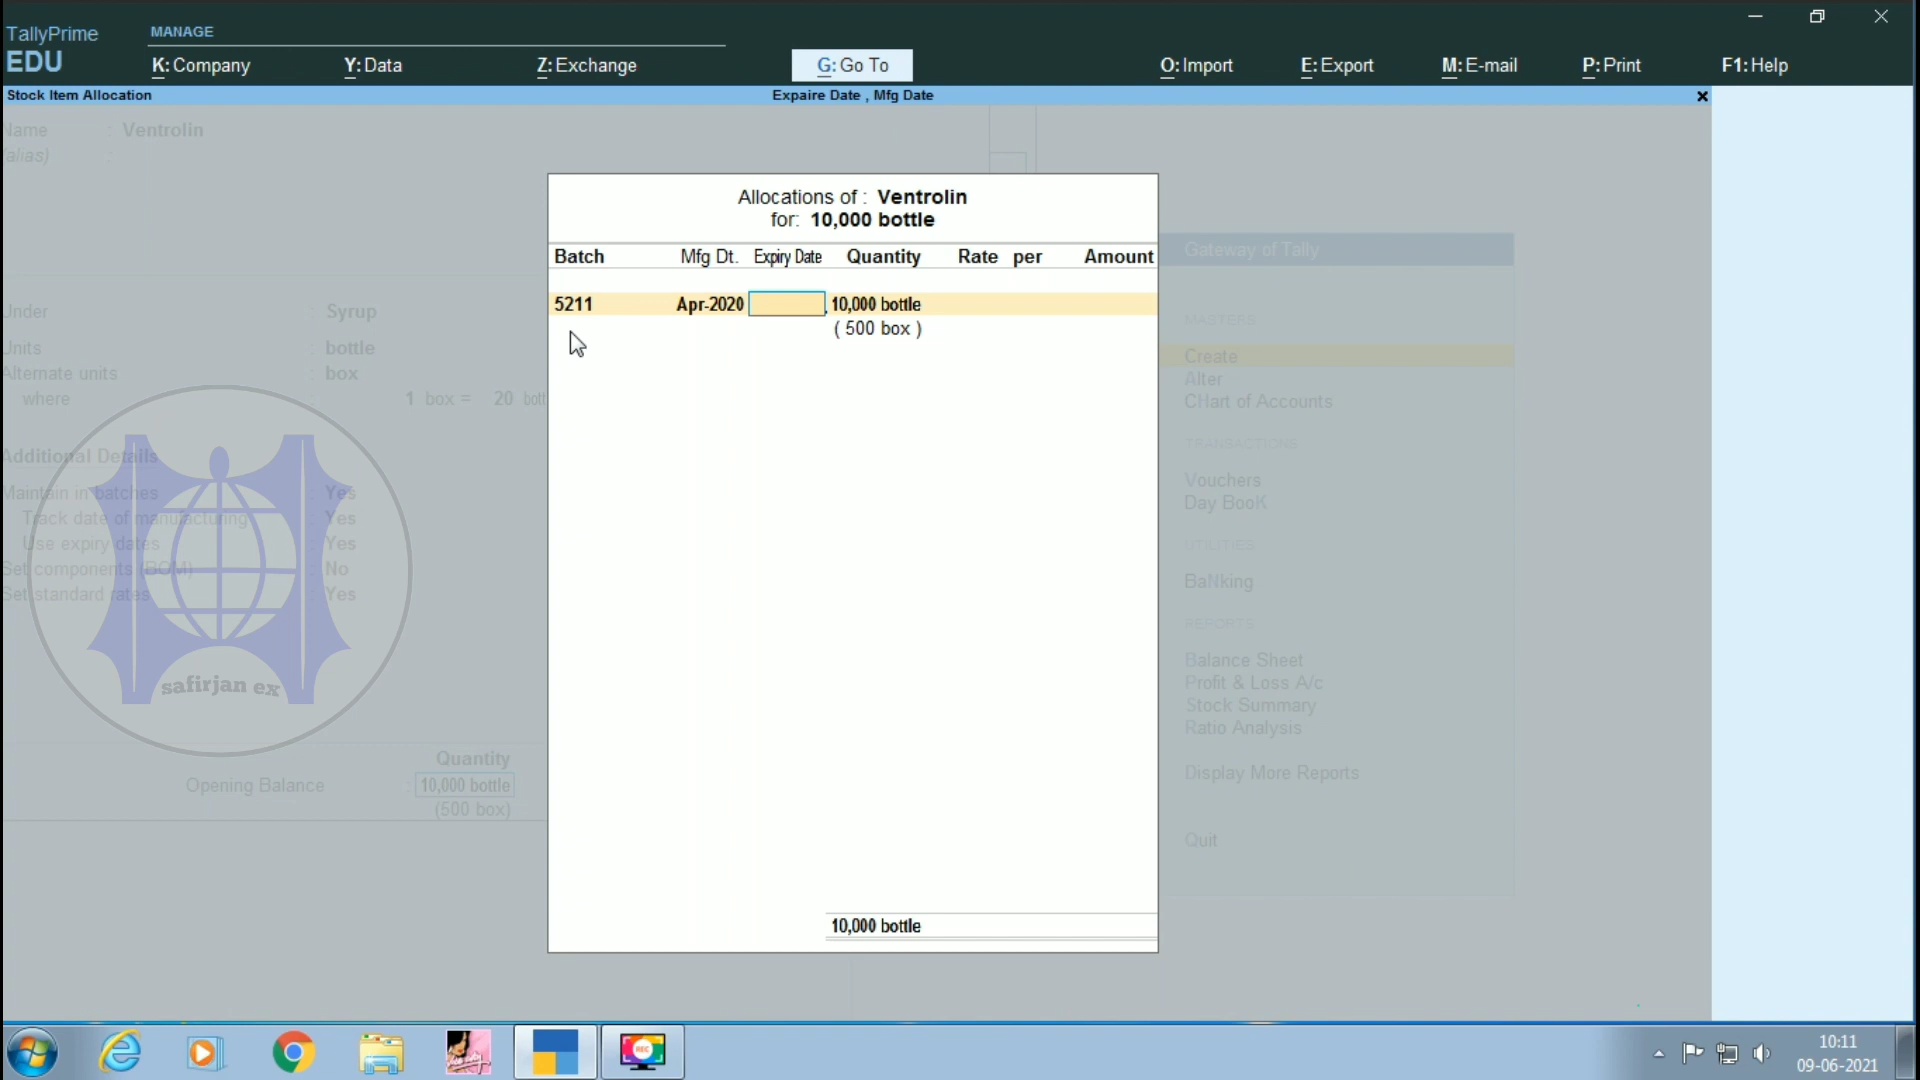 TallyPrime
EDU
MANAGE
K: Company
Y: Data
Z: Exchange
G: Go To
O: Import
E: Export
M: E-mail
P: Print
F1: Help
Stock Item Allocation
Expaire Date , Mfg Date
Name : Ventrolin
(alias) :
Allocations of : Ventrolin
for: 10,000 bottle
Batch Mfg Dt. Expiry Date Quantity Rate per Amount
5211 Apr-2020 10,000 bottle
( 500 box )
10,000 bottle
Under : Syrup
Units : bottle
Alternate units : box
where : 1 box = 20 bott
Additional Details
Maintain in batches : Yes
Track date of manufacturing : Yes
Use expiry dates : Yes
Set components (BOM) : No
Set standard rates : Yes
safirjan ex
Quantity
Opening Balance : 10,000 bottle
(500 box)
Gateway of Tally
MASTERS
Create
Alter
CHart of Accounts
TRANSACTIONS
Vouchers
Day BooK
UTILITIES
BaNking
REPORTS
Balance Sheet
Profit & Loss A/c
Stock Summary
Ratio Analysis
Display More Reports
Quit
REC
10:11
09-06-2021